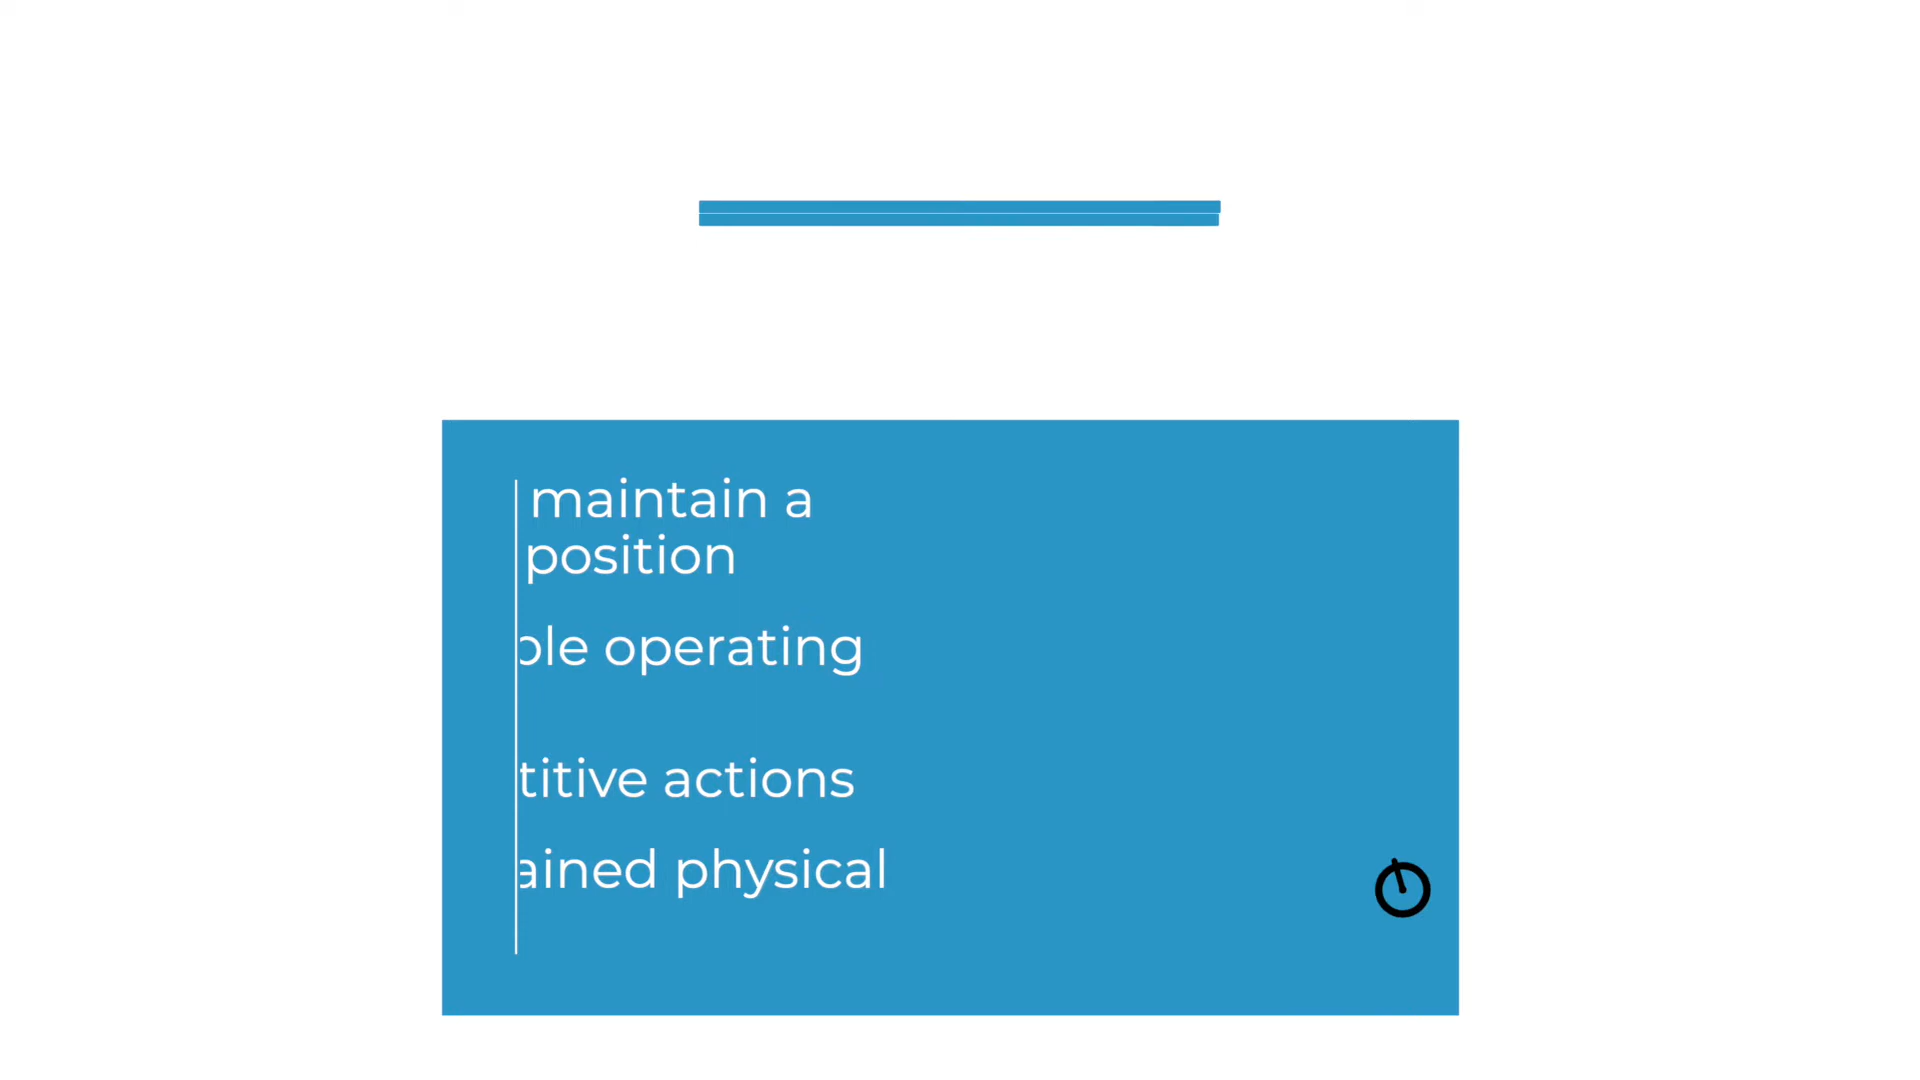 maintain a
position
ole operating
titive actions
ained physical